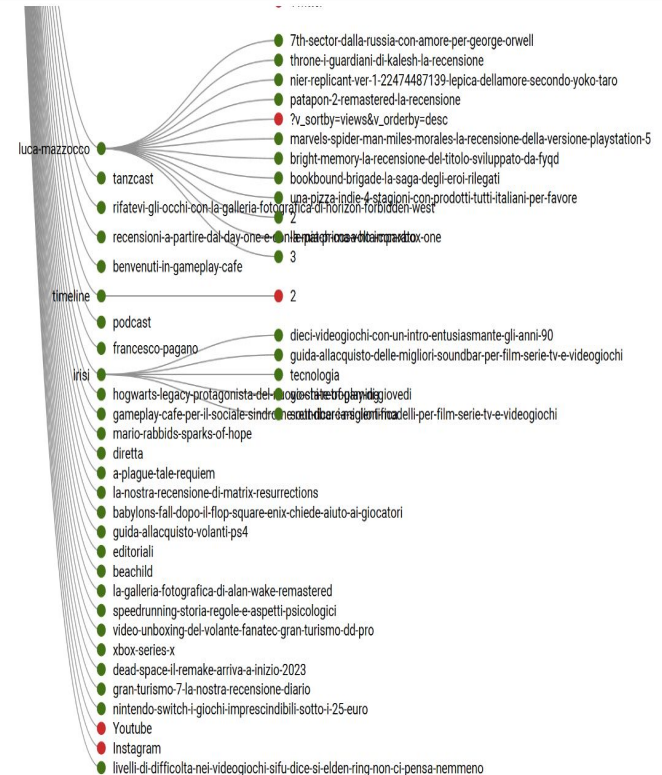 7th-sector-dalla-russia-con-amore-per-george-orwell
throne-i-guardiani-di-kalesh-la-recensione
nier-replicant-ver-1-22474487139-lepica-dellamore-secondo-yoko-taro
patapon-2-remastered-la-recensione
?v_sortby=views&v_orderby=desc
marvels-spider-man-miles-morales-la-recensione-della-versione-playstation-5
luca-mazzocco
bright-memory-la-recensione-del-titolo-sviluppato-da-fyqd
tanzcast
bookbound-brigade-la-saga-degli-eroi-rilegati
una-pizza-indie-4-stagioni-con-prodotti-tutti-italiani-per-favore
rifatevi-gli-occhi-con-la-galleria-fotografica-di-horizon-forbidden-west
2
recensioni-a-partire-dal-day-one-e-con-
3
benvenuti-in-gameplay-cafe
timeline
2
podcast
dieci-videogiochi-con-un-intro-entusiasmante-gli-anni-90
francesco-pagano
guida-allacquisto-delle-migliori-soundbar-per-film-serie-tv-e-videogiochi
irisi
tecnologia
hogwarts-legacy-protagonista-del-
gameplay-cafe-per-il-sociale-sindrome-
mario-rabbids-sparks-of-hope
diretta
a-plague-tale-requiem
la-nostra-recensione-di-matrix-resurrections
babylons-fall-dopo-il-flop-square-enix-chiede-aiuto-ai-giocatori
guida-allacquisto-volanti-ps4
editoriali
beachild
la-galleria-fotografica-di-alan-wake-remastered
speedrunning-storia-regole-e-aspetti-psicologici
video-unboxing-del-volante-fanatec-gran-turismo-dd-pro
xbox-series-x
dead-space-il-remake-arriva-a-inizio-2023
gran-turismo-7-la-nostra-recensione-diario
nintendo-switch-i-giochi-imprescindibili-sotto-i-25-euro
Youtube
Instagram
livelli-di-difficolta-nei-videogiochi-sifu-dice-si-elden-ring-non-ci-pensa-nemmeno